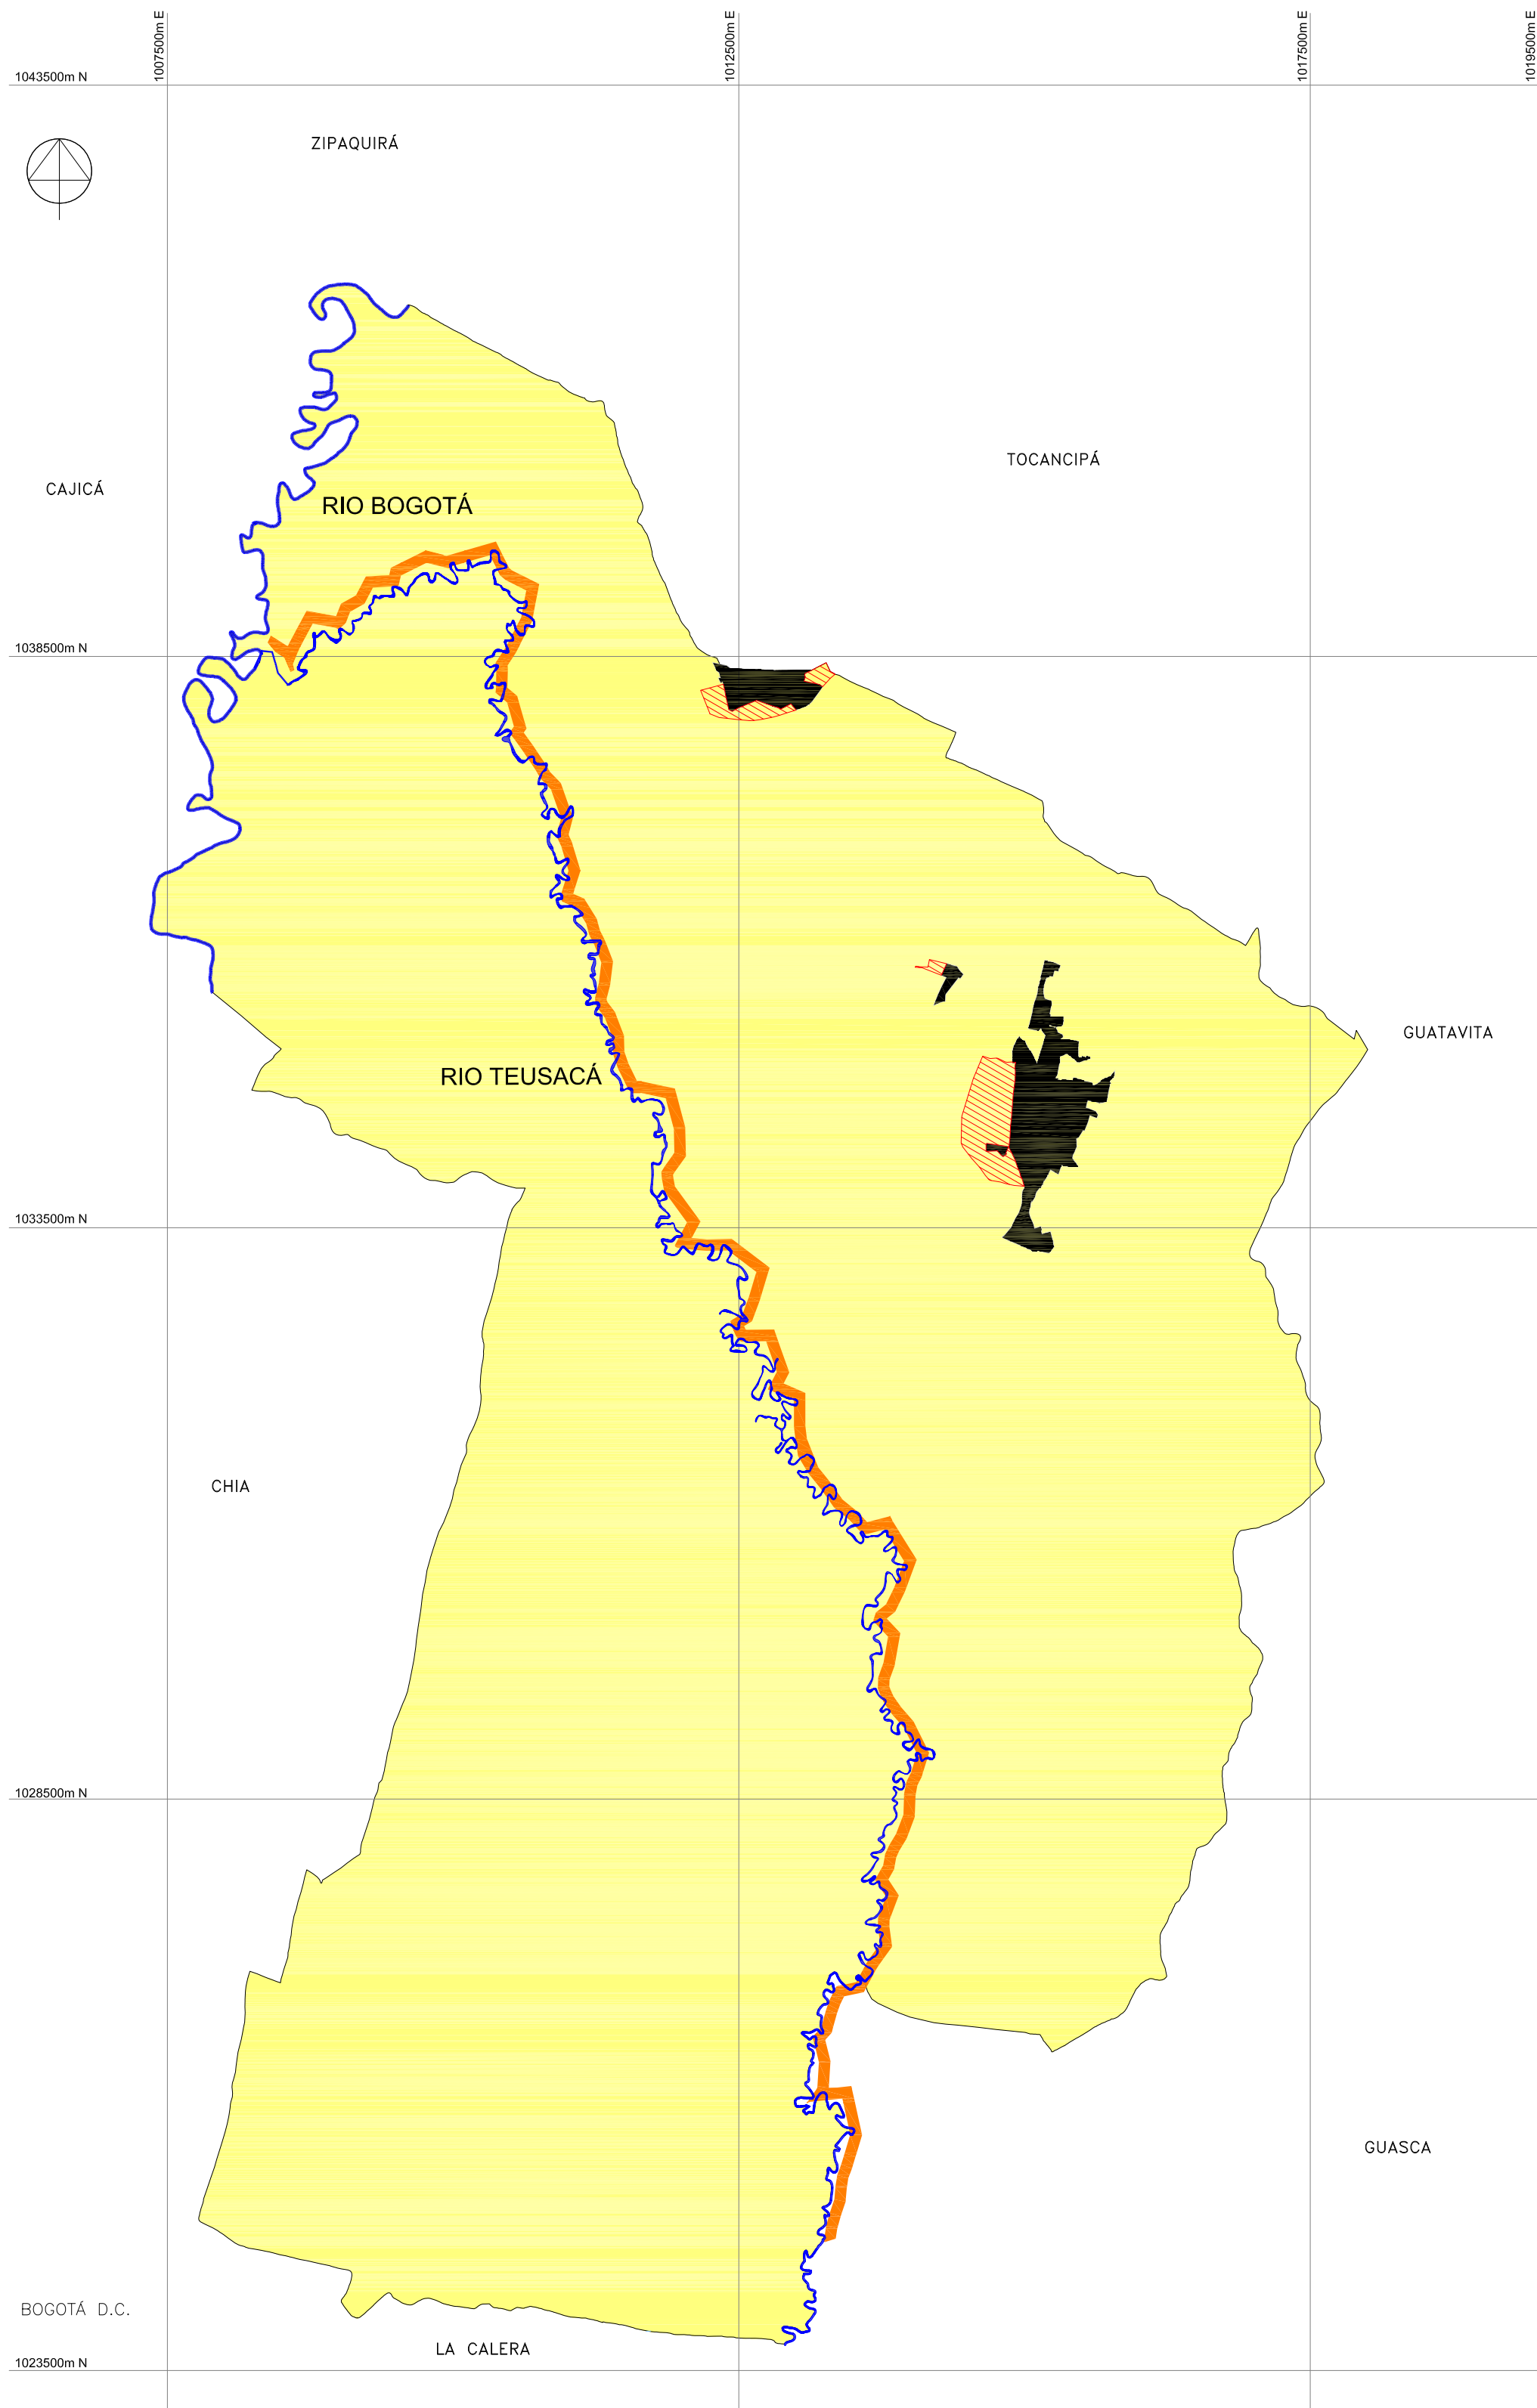 1007500m E
1012500m E
1017500m E
1019500m E
1043500m N
ZIPAQUIRÁ
TOCANCIPÁ
CAJICÁ
RIO BOGOTÁ
1038500m N
GUATAVITA
RIO TEUSACÁ
1033500m N
CHIA
1028500m N
GUASCA
BOGOTÁ D.C.
LA CALERA
1023500m N